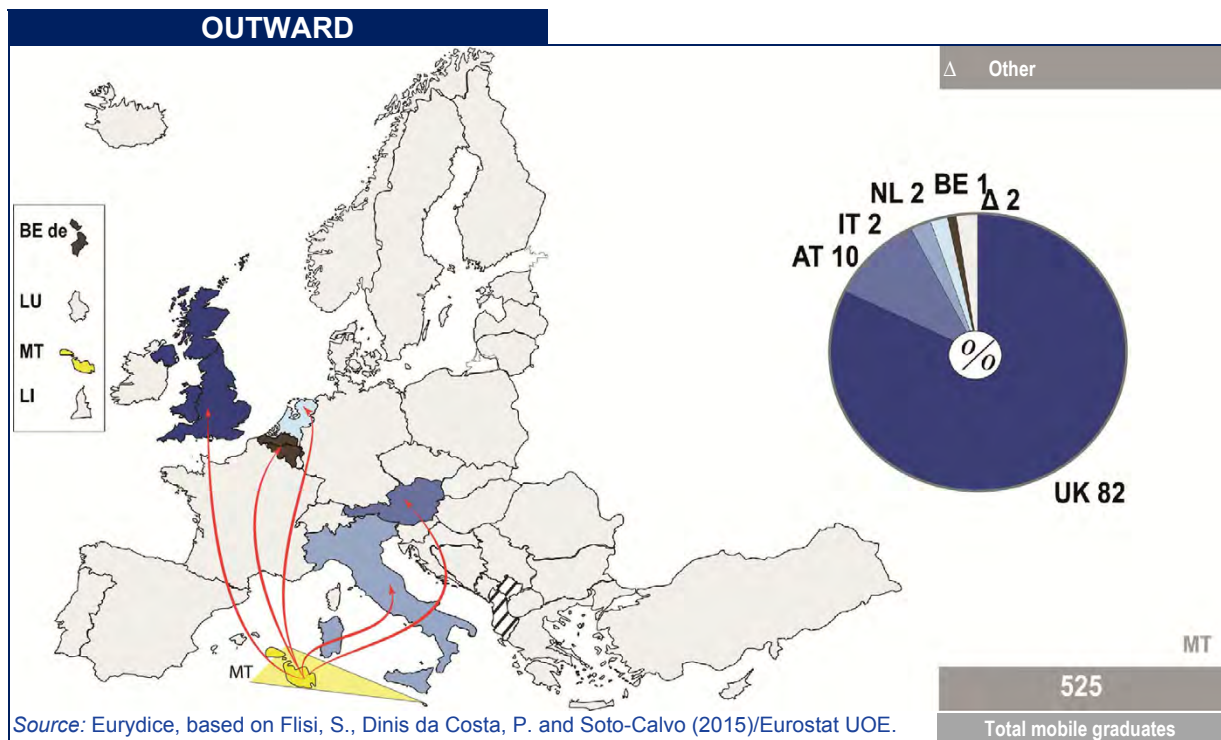 OUTWARD
Δ Other
BE de
LU
MT
LI
NL 2
BE 1
Δ 2
IT 2
AT 10
%
UK 82
MT
MT
525
Total mobile graduates
Source: Eurydice, based on Flisi, S., Dinis da Costa, P. and Soto-Calvo (2015)/Eurostat UOE.